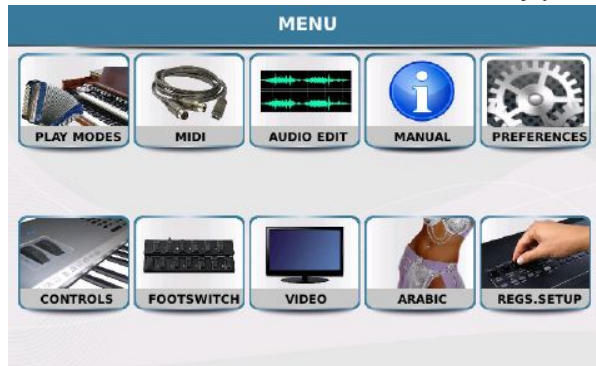 MENU
PLAY MODES
MIDI
AUDIO EDIT
MANUAL
PREFERENCES
CONTROLS
FOOTSWITCH
VIDEO
ARABIC
REGS.SETUP